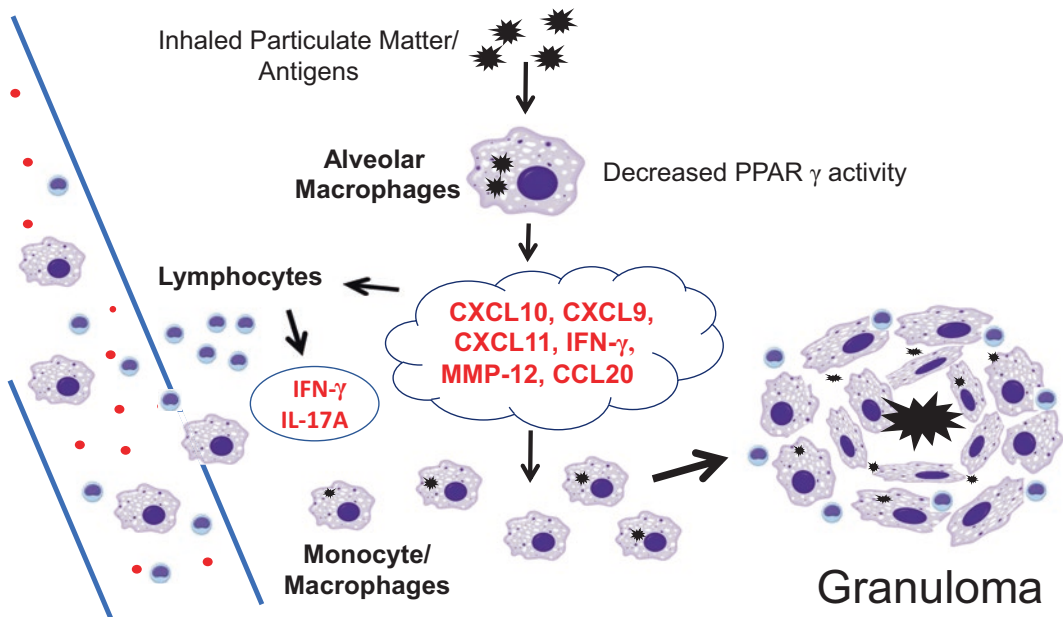 Inhaled Particulate Matter/
Antigens
Alveolar
Macrophages
Decreased PPAR γ activity
Lymphocytes
CXCL10, CXCL9,
CXCL11, IFN-γ,
MMP-12, CCL20
IFN-γ
IL-17A
Monocyte/
Macrophages
Granuloma